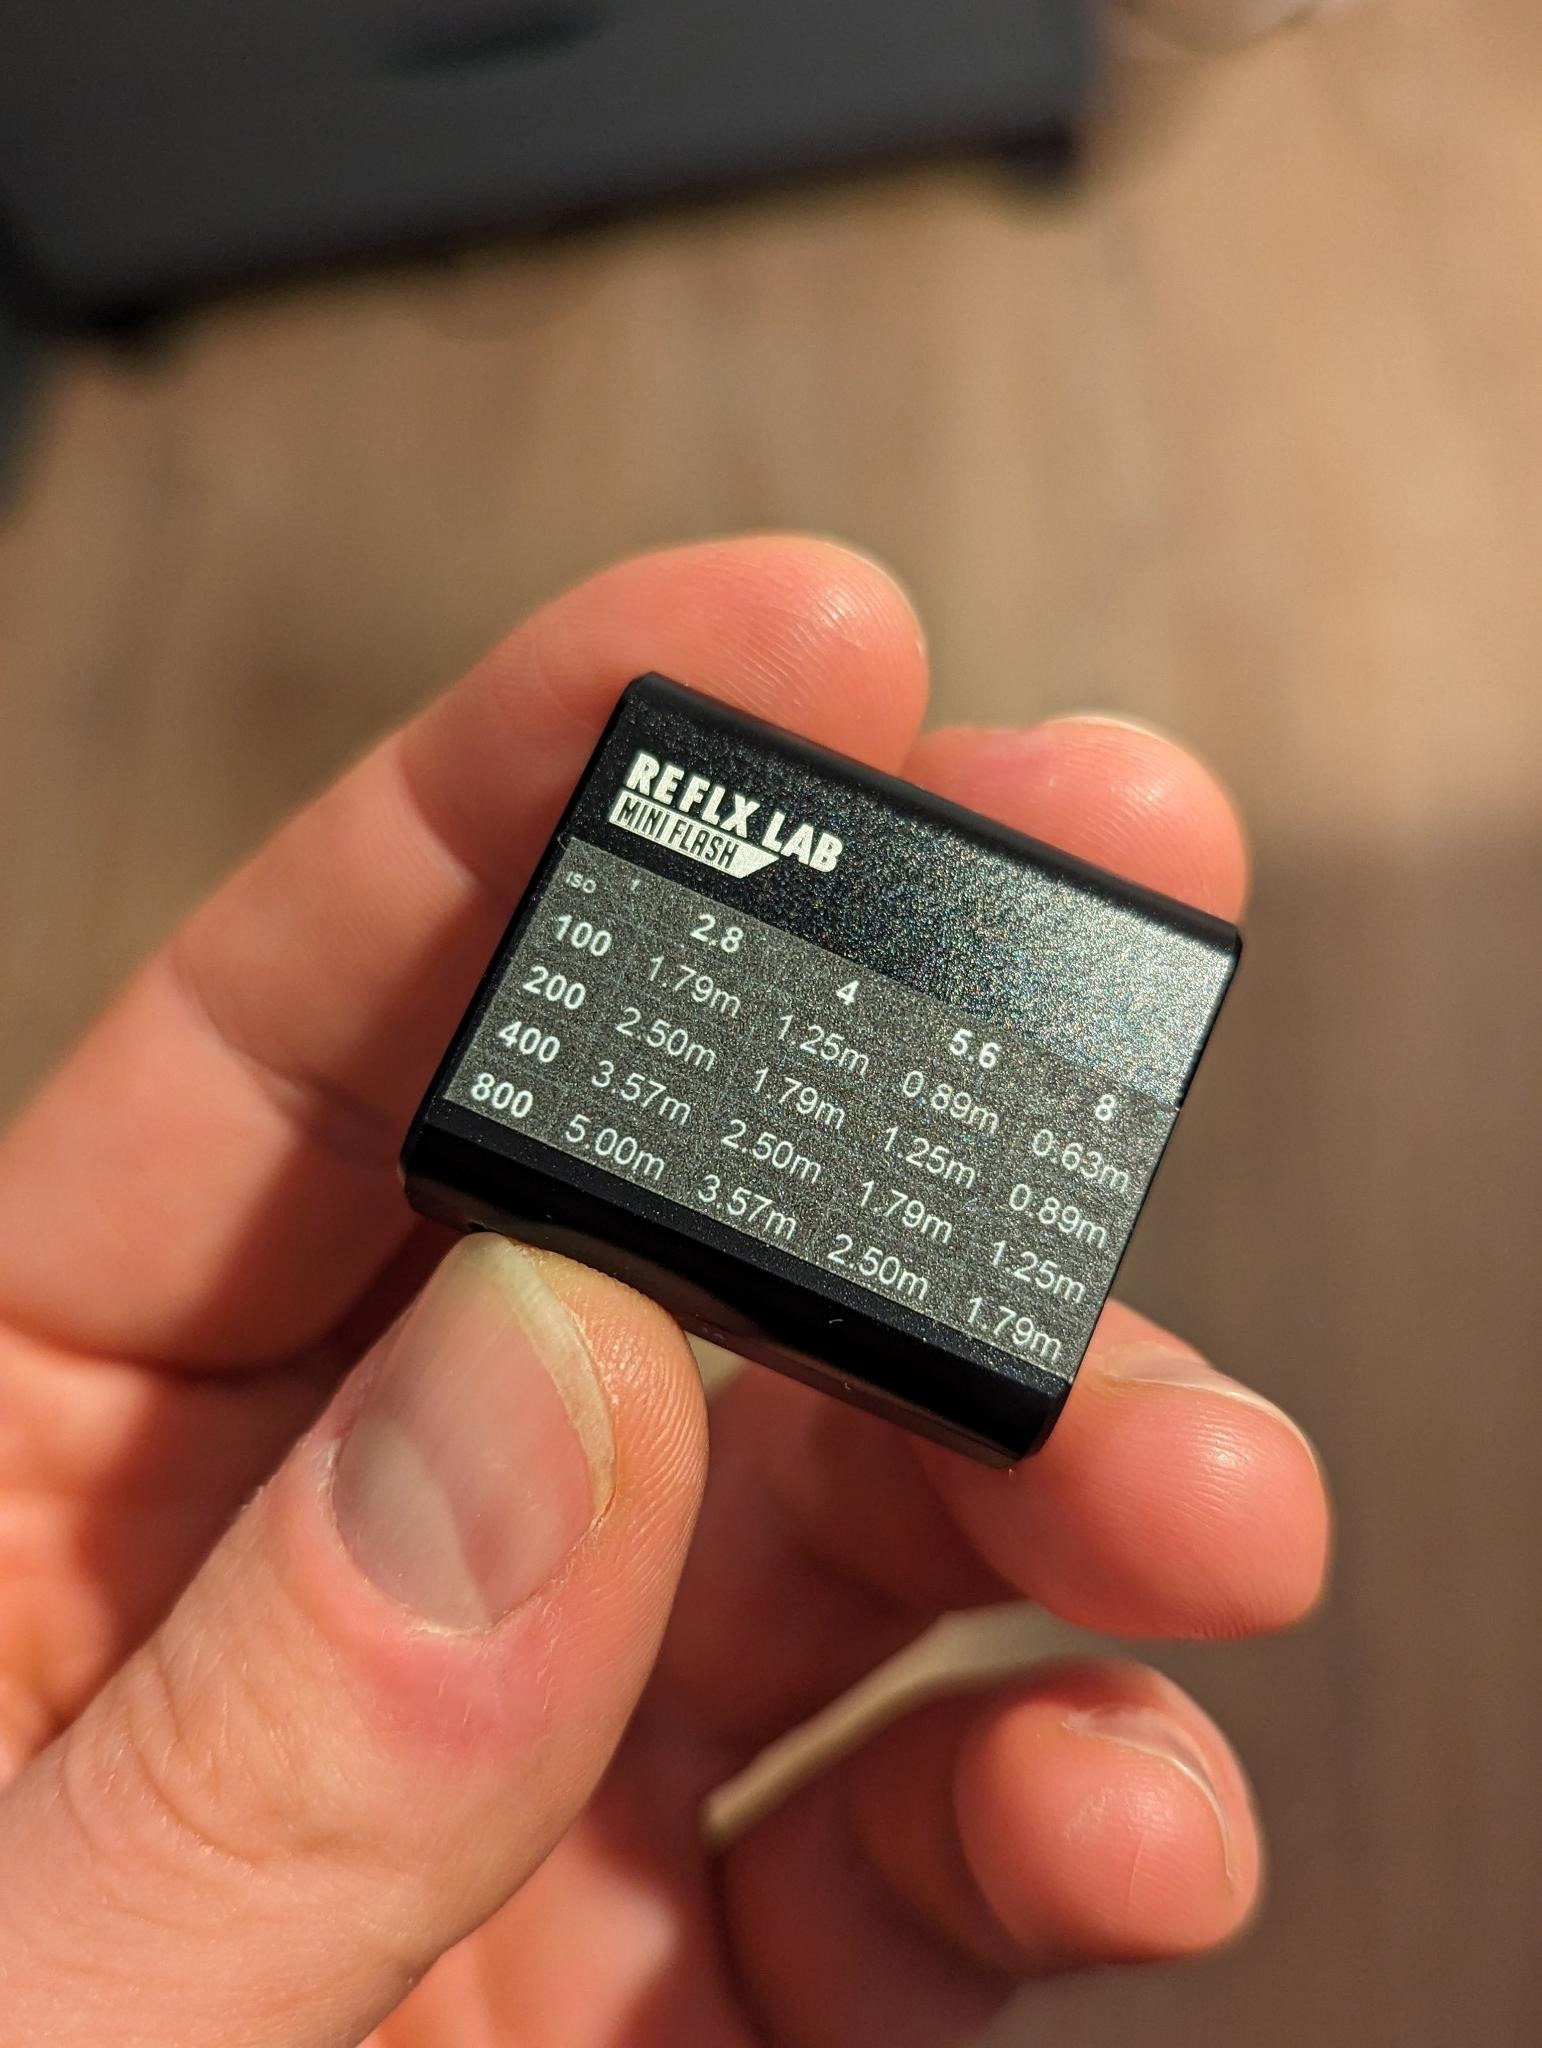 REFLX LAB
MINI FLASH
ISO f 2.8 4 5.6 8
100 1.79m 1.25m 0.89m 0.63m
200 2.50m 1.79m 1.25m 0.89m
400 3.57m 2.50m 1.79m 1.25m
800 5.00m 3.57m 2.50m 1.79m